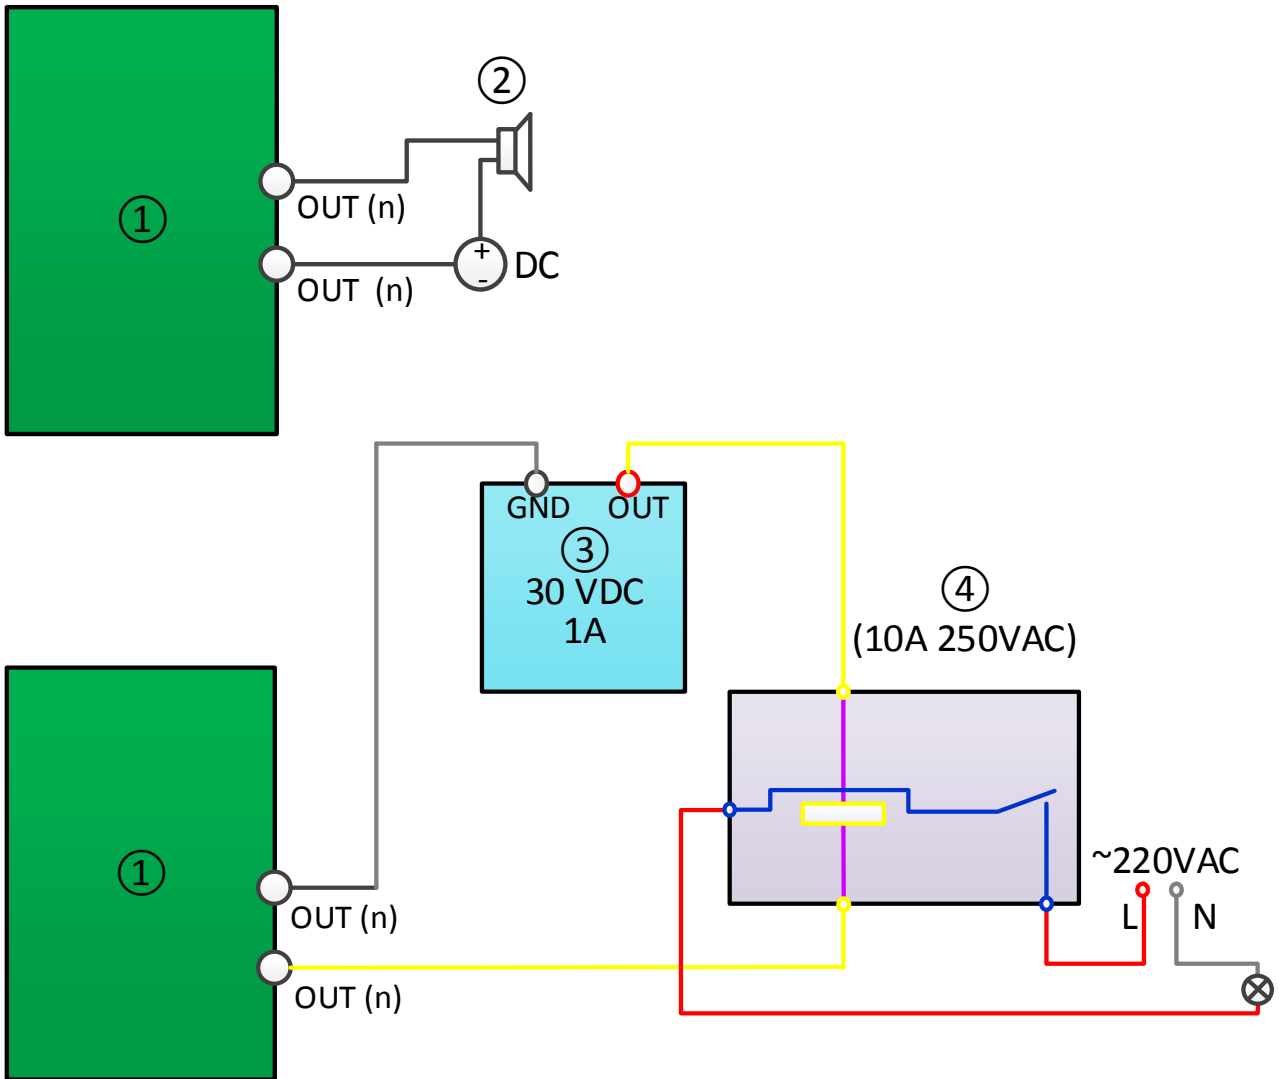 ②
①
OUT (n)
+
-
DC
OUT (n)
GND OUT
③
30 VDC
1A
④
(10A 250VAC)
①
~220VAC
L N
OUT (n)
OUT (n)